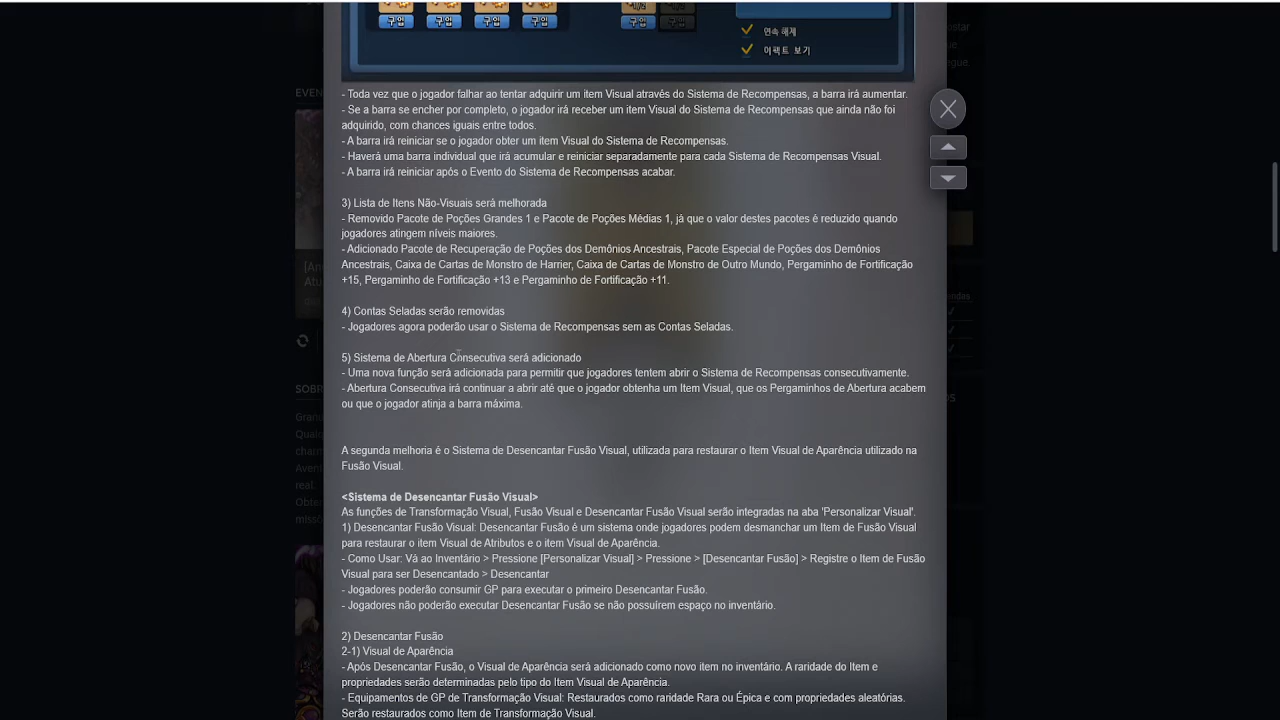 구입 구입 구입 구입 구입 구입
연속 해제
이팩트 보기
- Toda vez que o jogador falhar ao tentar adquirir um item Visual através do Sistema de Recompensas, a barra irá aumentar.
- Se a barra se encher por completo, o jogador irá receber um item Visual do Sistema de Recompensas que ainda não foi
adquirido, com chances iguais entre todos.
- A barra irá reiniciar se o jogador obter um item Visual do Sistema de Recompensas.
- Haverá uma barra individual que irá acumular e reiniciar separadamente para cada Sistema de Recompensas Visual.
- A barra irá reiniciar após o Evento do Sistema de Recompensas acabar.
3) Lista de Itens Não-Visuais será melhorada
- Removido Pacote de Poções Grandes 1 e Pacote de Poções Médias 1, já que o valor destes pacotes é reduzido quando
jogadores atingem níveis maiores.
- Adicionado Pacote de Recuperação de Poções dos Demônios Ancestrais, Pacote Especial de Poções dos Demônios
Ancestrais, Caixa de Cartas de Monstro de Harrier, Caixa de Cartas de Monstro de Outro Mundo, Pergaminho de Fortificação
+15, Pergaminho de Fortificação +13 e Pergaminho de Fortificação +11.
4) Contas Seladas serão removidas
- Jogadores agora poderão usar o Sistema de Recompensas sem as Contas Seladas.
5) Sistema de Abertura Consecutiva será adicionado
- Uma nova função será adicionada para permitir que jogadores tentem abrir o Sistema de Recompensas consecutivamente.
- Abertura Consecutiva irá continuar a abrir até que o jogador obtenha um Item Visual, que os Pergaminhos de Abertura acabem
ou que o jogador atinja a barra máxima.
A segunda melhoria é o Sistema de Desencantar Fusão Visual, utilizada para restaurar o Item Visual de Aparência utilizado na
Fusão Visual.
<Sistema de Desencantar Fusão Visual>
As funções de Transformação Visual, Fusão Visual e Desencantar Fusão Visual serão integradas na aba 'Personalizar Visual'.
1) Desencantar Fusão Visual: Desencantar Fusão é um sistema onde jogadores podem desmanchar um Item de Fusão Visual
para restaurar o item Visual de Atributos e o item Visual de Aparência.
- Como Usar: Vá ao Inventário > Pressione [Personalizar Visual] > Pressione > [Desencantar Fusão] > Registre o Item de Fusão
Visual para ser Desencantado > Desencantar
- Jogadores poderão consumir GP para executar o primeiro Desencantar Fusão.
- Jogadores não poderão executar Desencantar Fusão se não possuírem espaço no inventário.
2) Desencantar Fusão
2-1) Visual de Aparência
- Após Desencantar Fusão, o Visual de Aparência será adicionado como novo item no inventário. A raridade do Item e
propriedades serão determinadas pelo tipo do Item Visual de Aparência.
- Equipamentos de GP de Transformação Visual: Restaurados como raridade Rara ou Épica e com propriedades aleatórias.
Serão restaurados como Item de Transformação Visual.